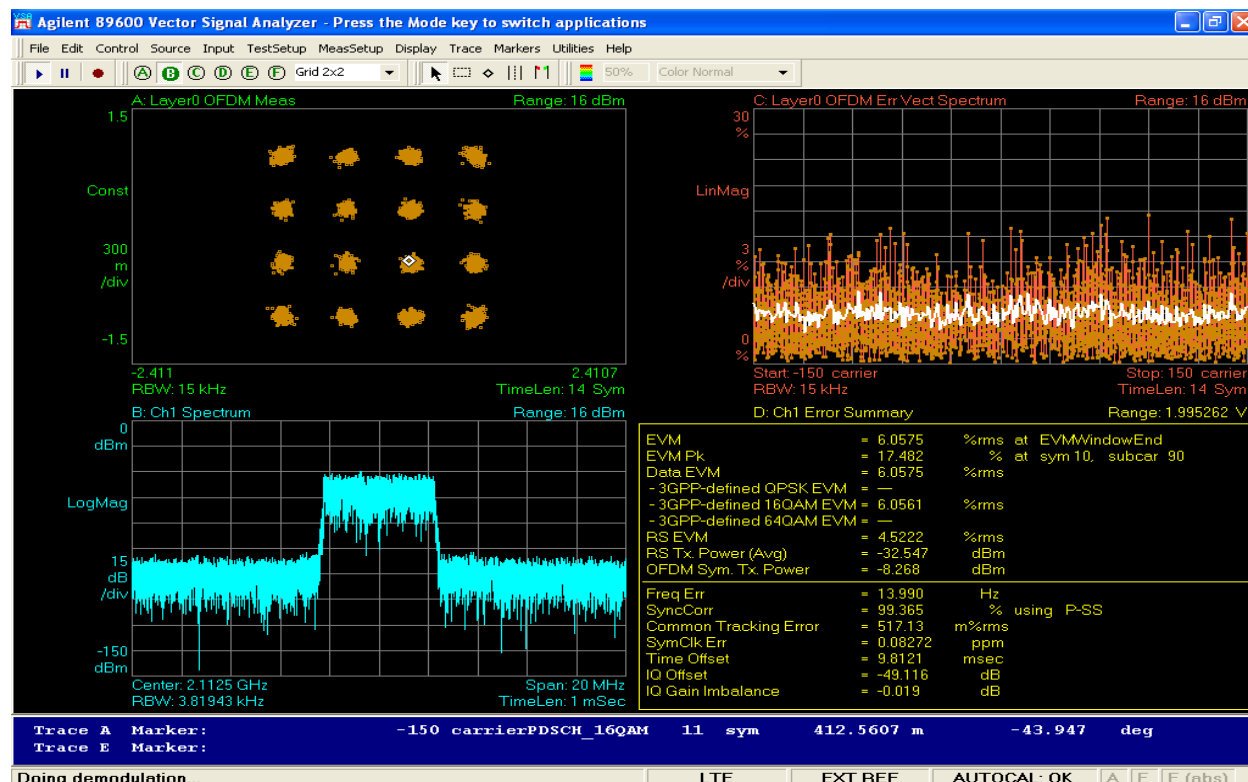 Agilent 89600 Vector Signal Analyzer - Press the Mode key to switch applications
File Edit Control Source Input TestSetup MeasSetup Display Trace Markers Utilities Help
A B C D E F Grid 2x2 50% Color Normal
A: Layer0 OFDM Meas Range: 16 dBm
1.5
Const
300
m
/div
-1.5
-2.411 2.4107
RBW: 15 kHz TimeLen: 14 Sym
C: Layer0 OFDM Err Vect Spectrum Range: 16 dBm
30
%
LinMag
3
%
/div
0
%
Start: -150 carrier Stop: 150 carrier
RBW: 15 kHz TimeLen: 14 Sym
B: Ch1 Spectrum Range: 16 dBm
0
dBm
LogMag
15
dB
/div
-150
dBm
Center: 2.1125 GHz Span: 20 MHz
RBW: 3.81943 kHz TimeLen: 1 mSec
D: Ch1 Error Summary Range: 1.995262 V
EVM = 6.0575 %rms at EVMWindowEnd
EVM Pk = 17.482 % at sym 10, subcar 90
Data EVM = 6.0575 %rms
- 3GPP-defined QPSK EVM = —
- 3GPP-defined 16QAM EVM = 6.0561 %rms
- 3GPP-defined 64QAM EVM = —
RS EVM = 4.5222 %rms
RS Tx. Power (Avg) = -32.547 dBm
OFDM Sym. Tx. Power = -8.268 dBm
Freq Err = 13.990 Hz
SyncCorr = 99.365 % using P-SS
Common Tracking Error = 517.13 m%rms
SymClk Err = 0.08272 ppm
Time Offset = 9.8121 msec
IQ Offset = -49.116 dB
IQ Gain Imbalance = -0.019 dB
Trace A Marker: -150 carrierPDSCH_16QAM 11 sym 412.5607 m -43.947 deg
Trace E Marker:
Doing demodulation... LTE EXT REF AUTOCAL: OK A E E (abs)